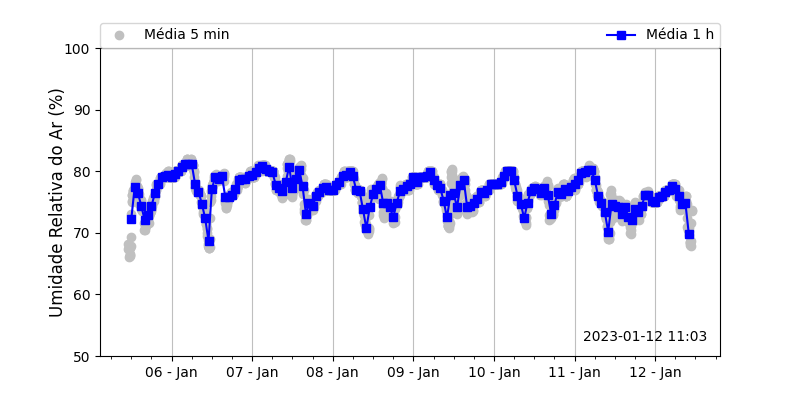 Média 5 min
Média 1 h
Umidade Relativa do Ar (%)
100
90
80
70
60
50
2023-01-12 11:03
06 - Jan
07 - Jan
08 - Jan
09 - Jan
10 - Jan
11 - Jan
12 - Jan